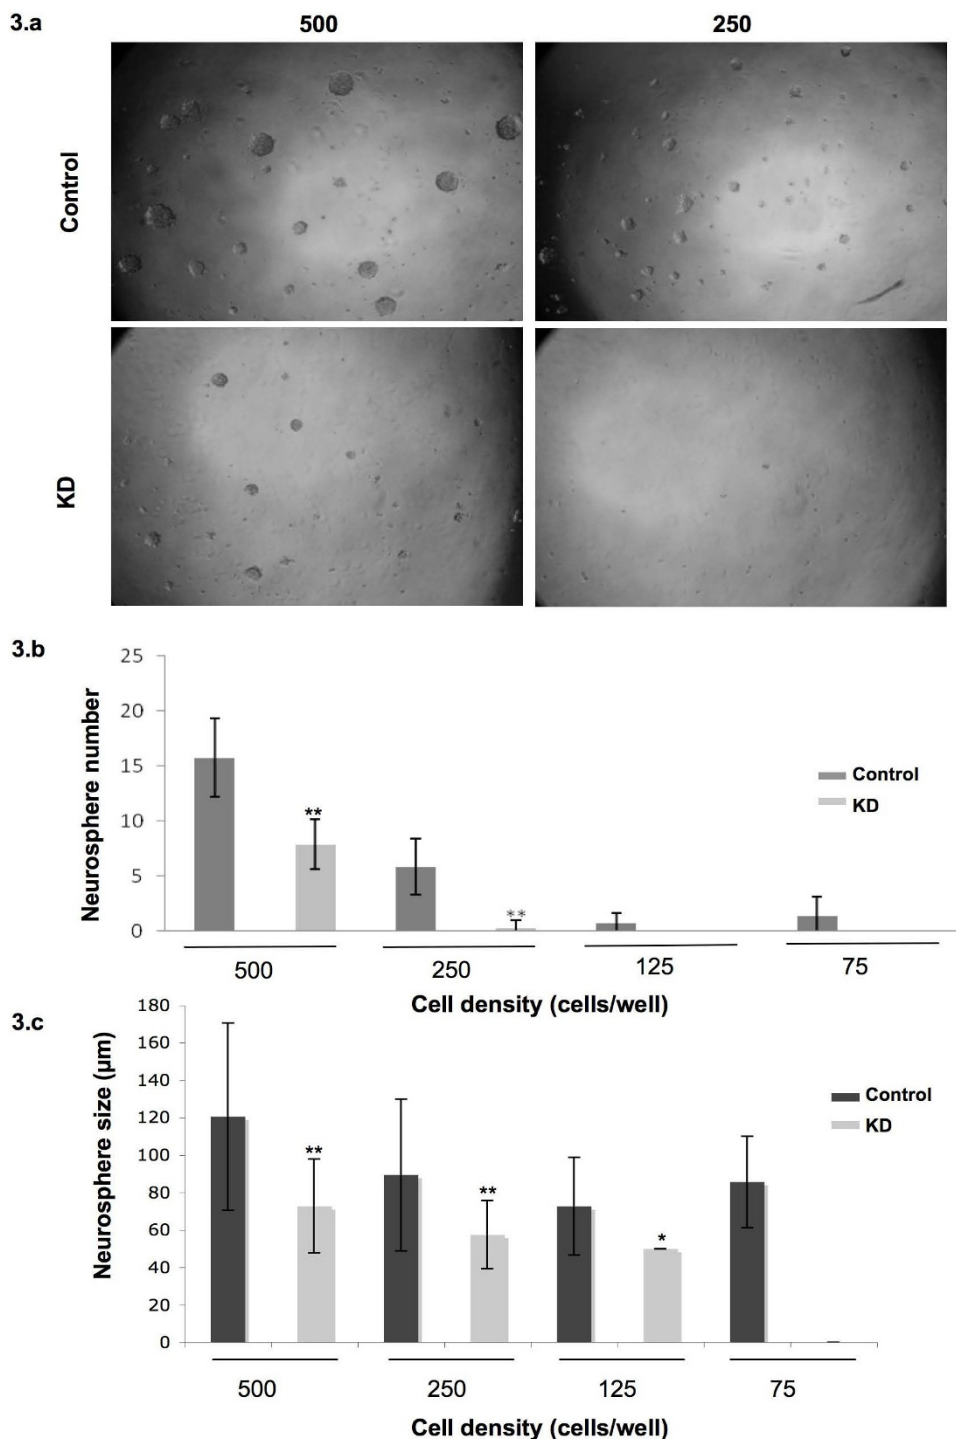 3.a
500 250
Control
KD
3.b
25
20
15
10
5
0
Neurosphere number
**
**
Control
KD
500 250 125 75
Cell density (cells/well)
3.c
180
160
140
120
100
80
60
40
20
0
Neurosphere size (µm)
**
**
*
Control
KD
500 250 125 75
Cell density (cells/well)